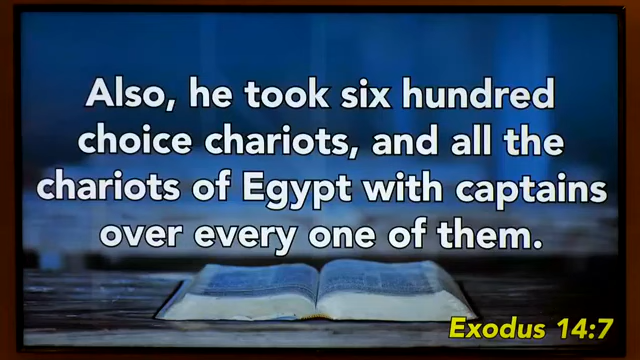 Also, he took six hundred
choice chariots, and all the
chariots of Egypt with captains
over every one of them.
Exodus 14:7